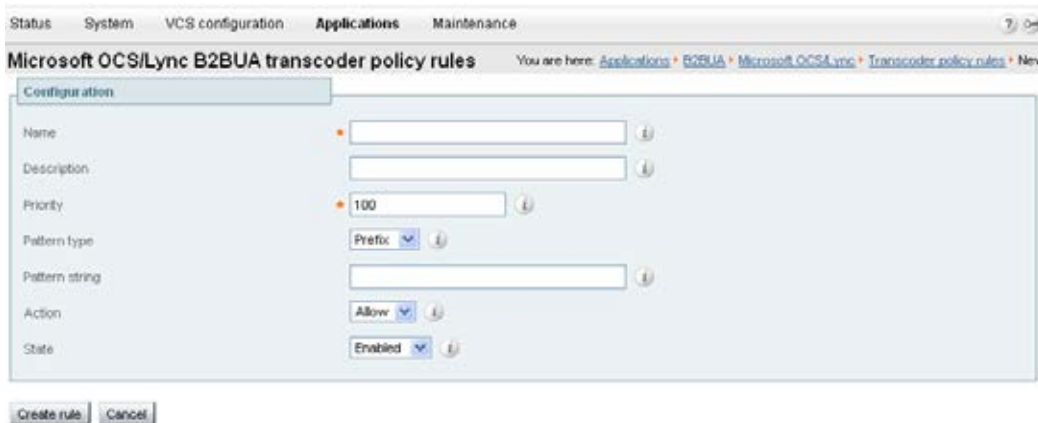 Status System VCS configuration Applications Maintenance
Microsoft OCS/Lync B2BUA transcoder policy rules You are here: Applications B2BUA Microsoft OCS/Lync Transcoder policy rules
Configuration
Name
Description
Priority 100
Pattern type Prefix
Pattern string
Action Allow
State Enabled
Create rule Cancel